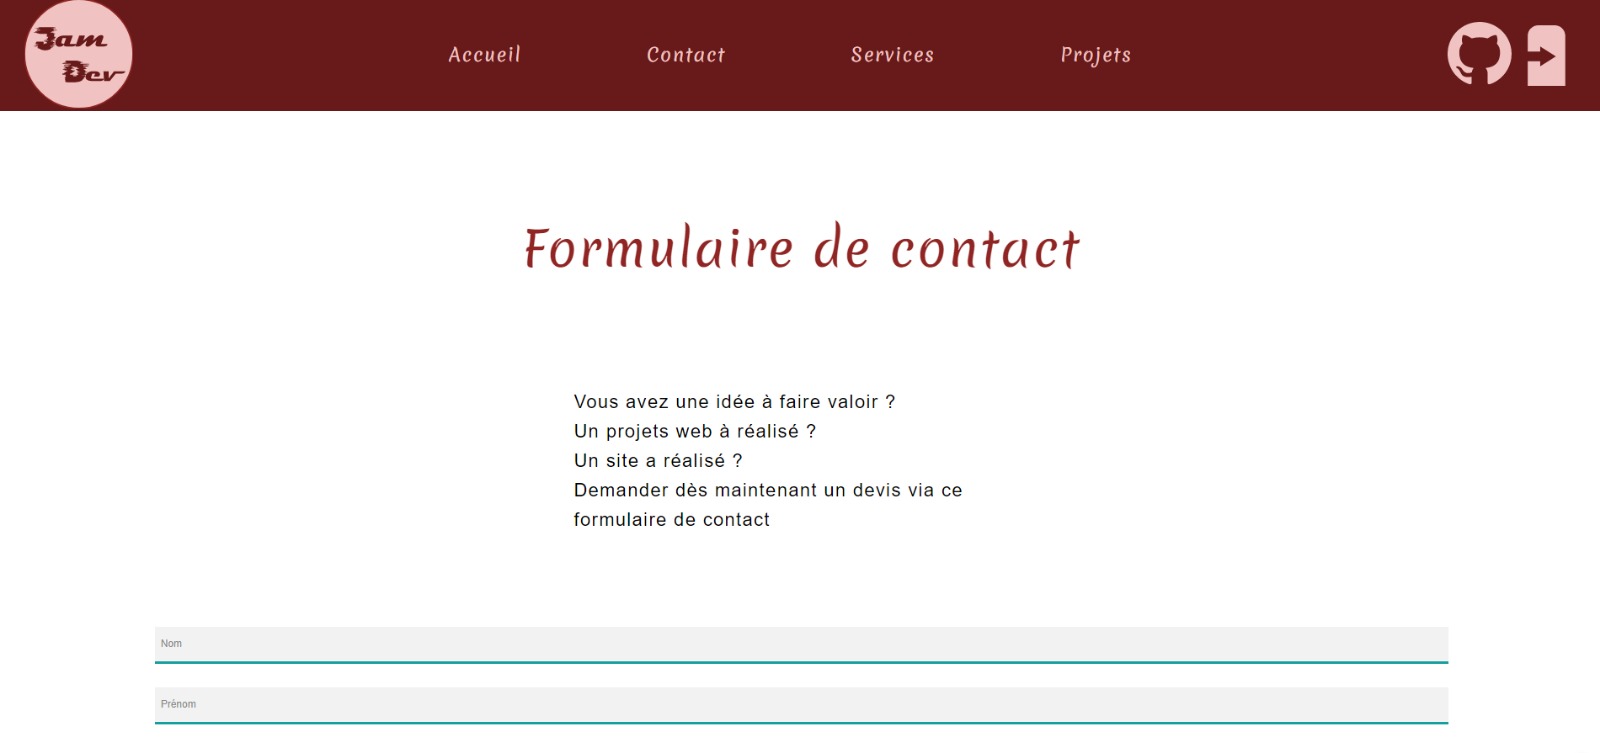 Jam
Dev
Accueil
Contact
Services
Projets
Formulaire de contact
Vous avez une idée à faire valoir ?
Un projets web à réalisé ?
Un site a réalisé ?
Demander dès maintenant un devis via ce
formulaire de contact
Nom
Prénom